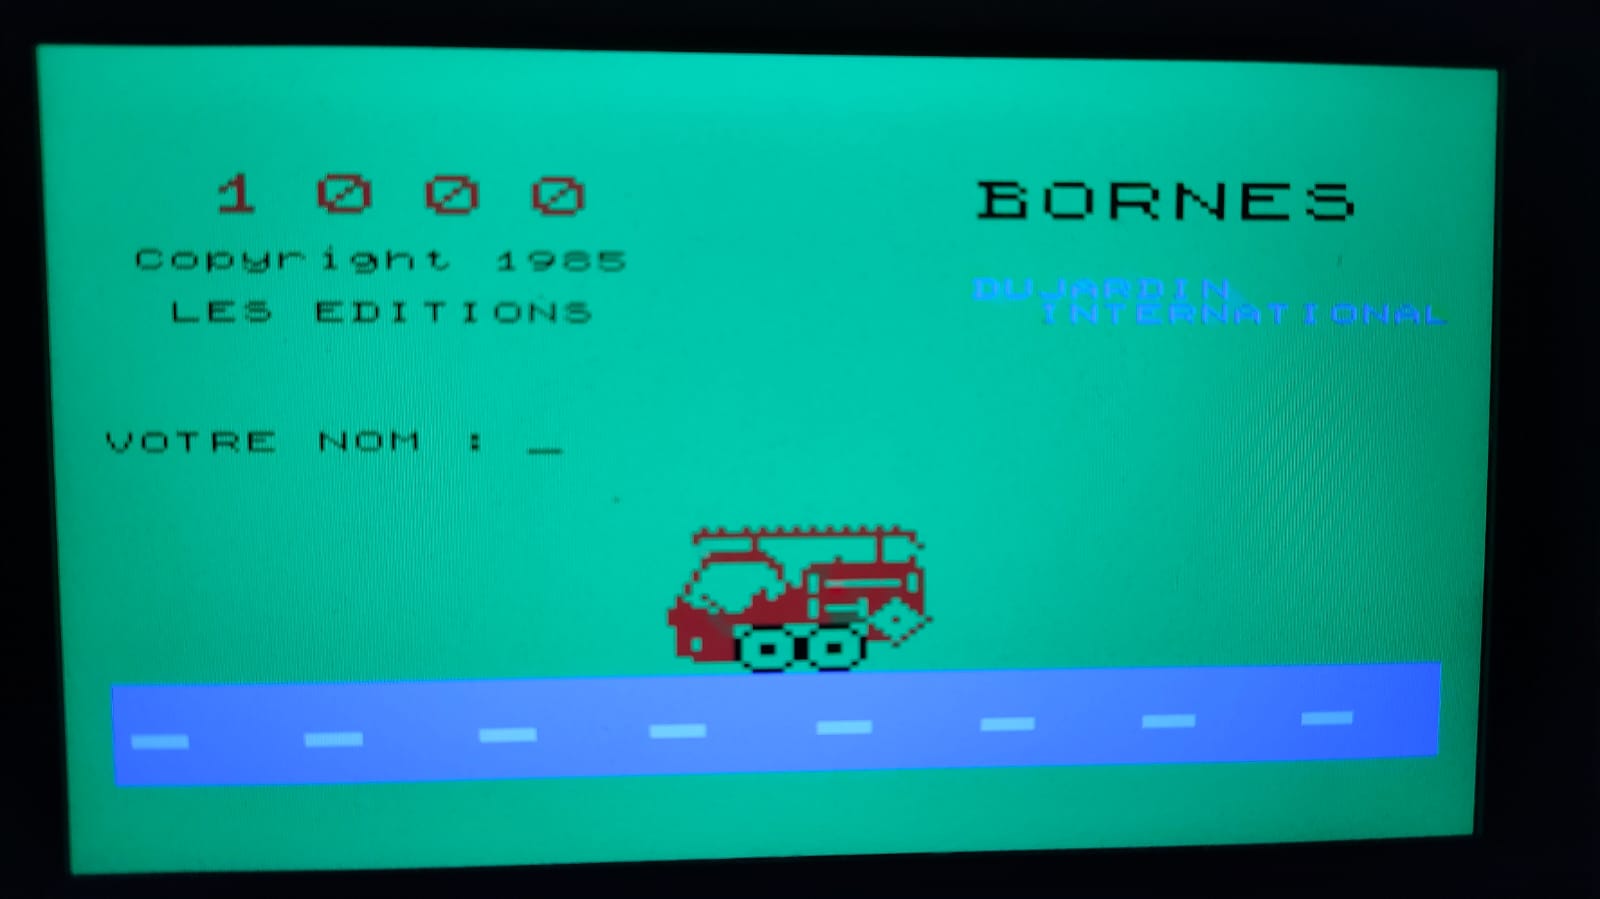 1 0 0 0 BORNES
Copyright 1985
LES EDITIONS
DUJARDIN
INTERNATIONAL
VOTRE NOM : _